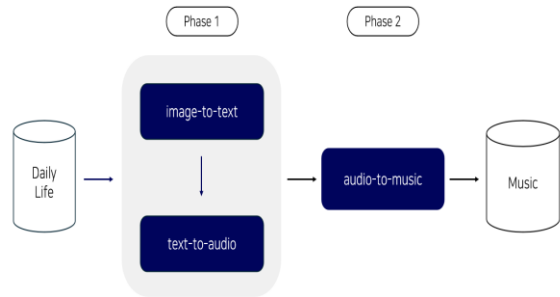 Phase 1
Phase 2
image-to-text
Daily
Life
audio-to-music
Music
text-to-audio